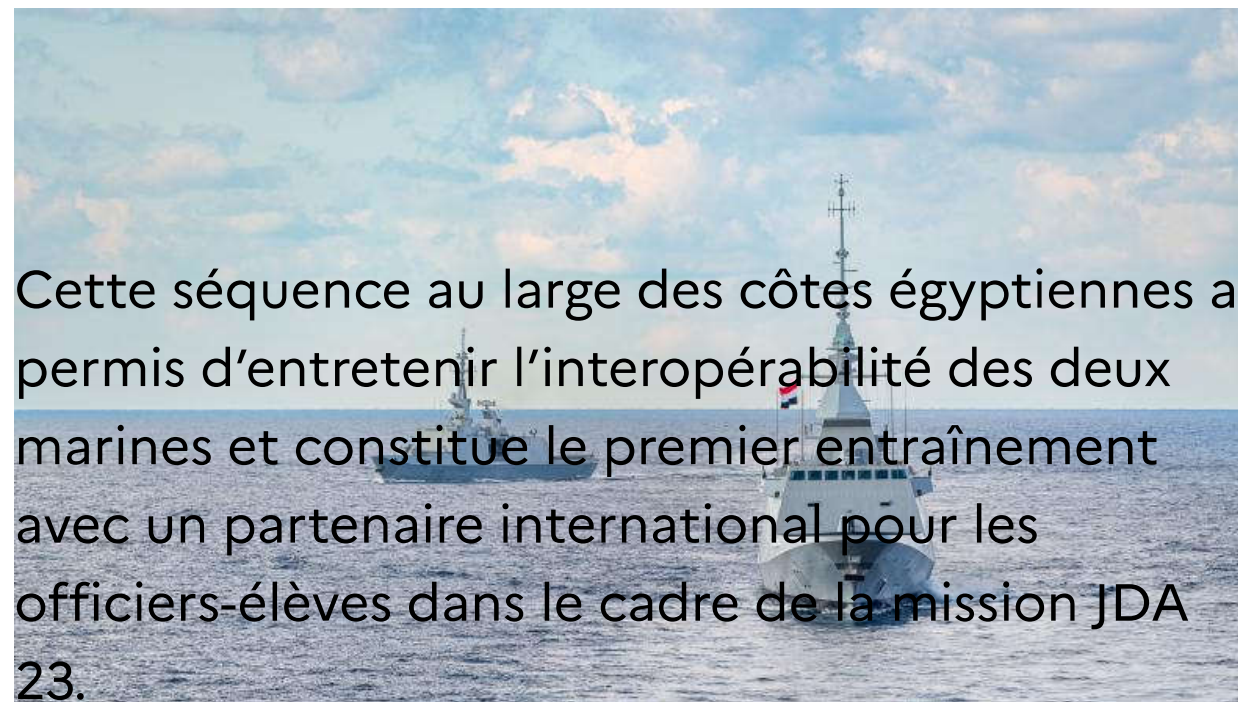 Cette séquence au large des côtes égyptiennes a
permis d’entretenir l’interopérabilité des deux
marines et constitue le premier entraînement
avec un partenaire international pour les
officiers-élèves dans le cadre de la mission JDA
23.